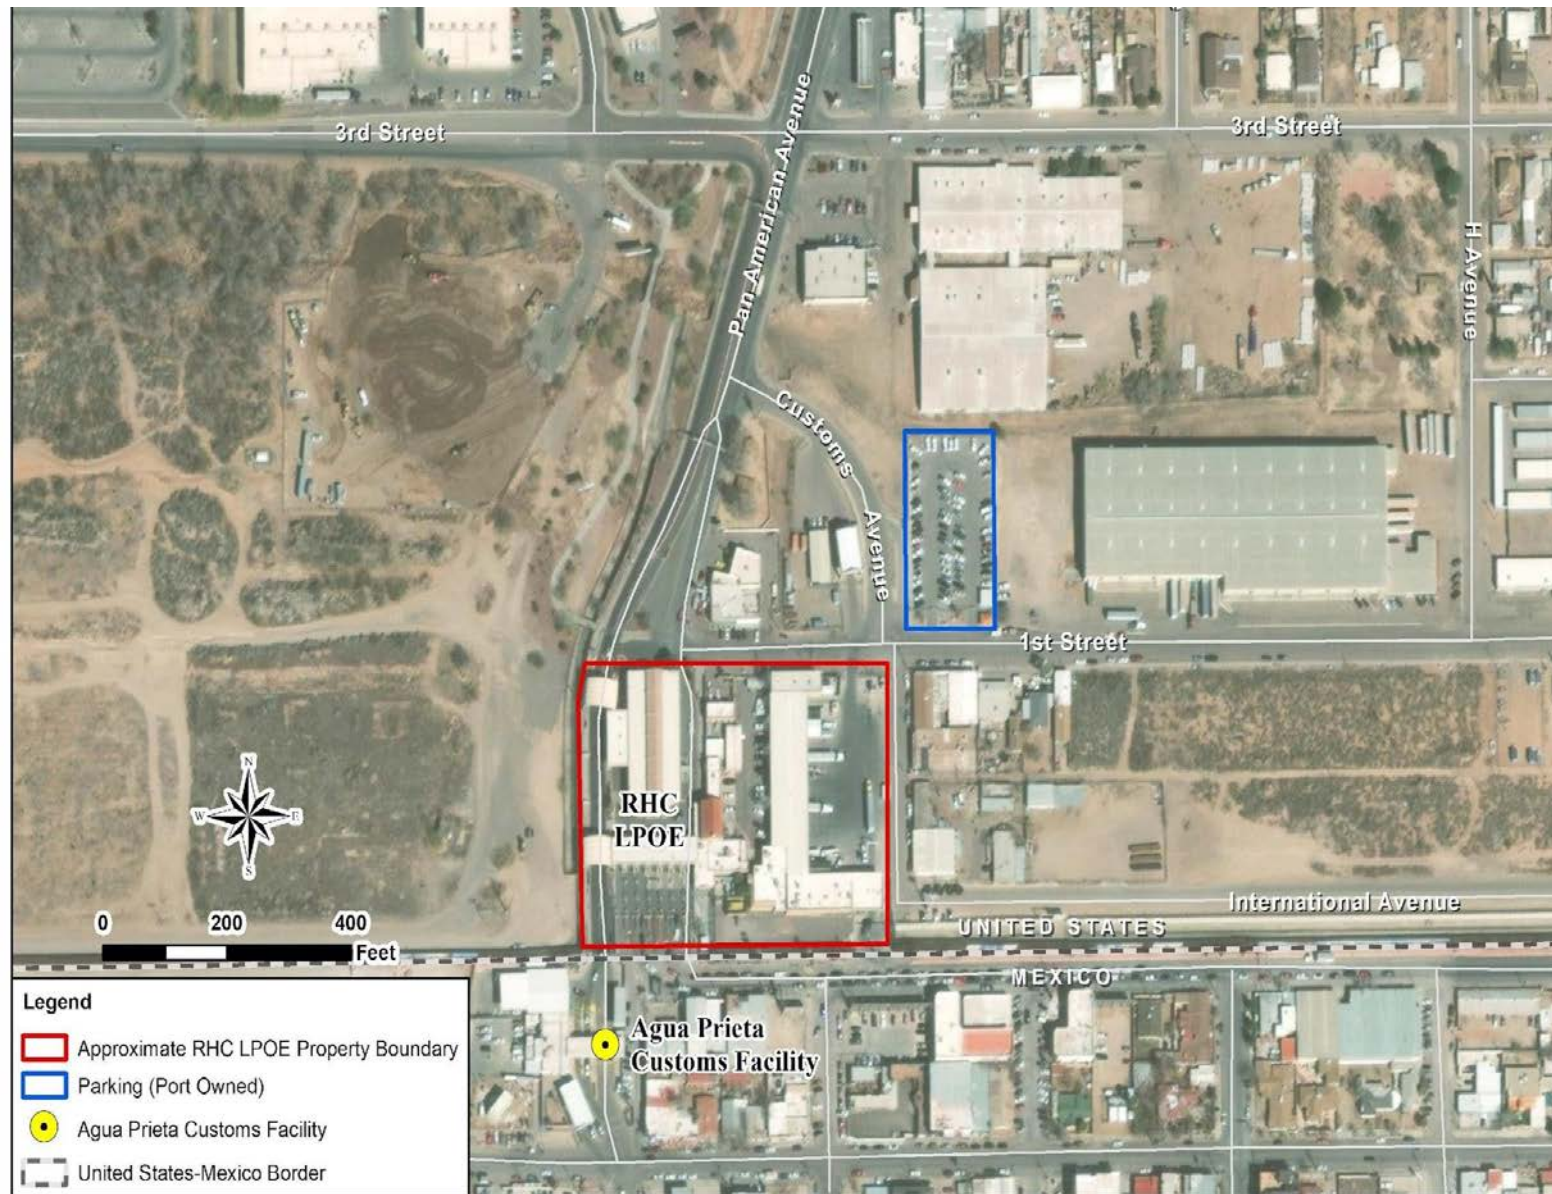 3rd Street
3rd Street
Pan American Avenue
H Avenue
Customs
Avenue
1st Street
RHC
LPOE
N
W E
S
International Avenue
UNITED STATES
0 200 400
Feet
MEXICO
Legend
Approximate RHC LPOE Property Boundary
Parking (Port Owned)
Agua Prieta Customs Facility
United States-Mexico Border
Agua Prieta
Customs Facility